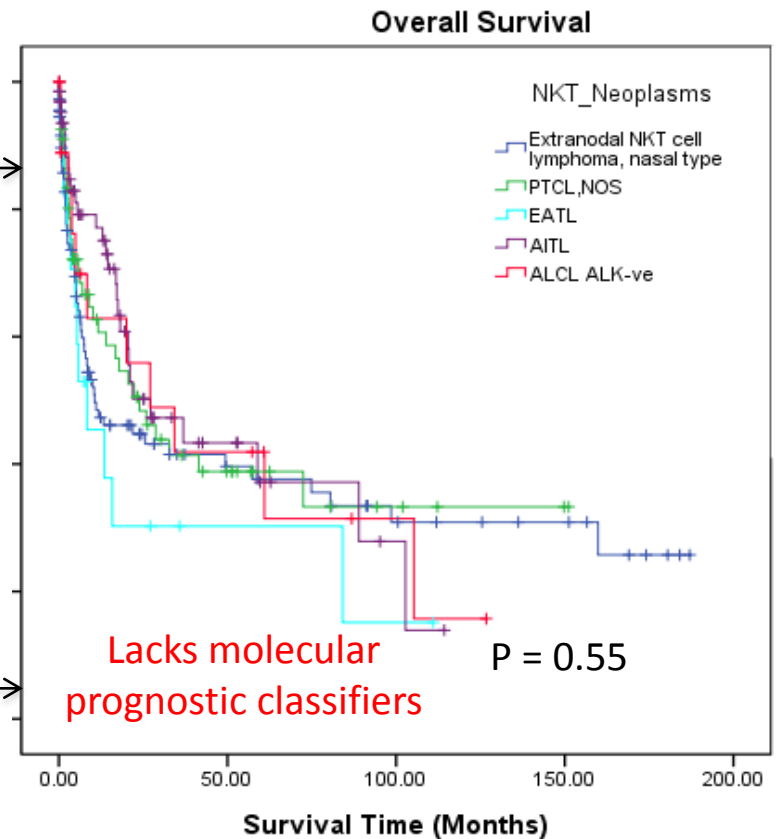 Overall Survival
NKT_Neoplasms
Extranodal NKT cell
lymphoma, nasal type
PTCL,NOS
EATL
AITL
ALCL ALK-ve
Lacks molecular
prognostic classifiers
P = 0.55
0.00 50.00 100.00 150.00 200.00
Survival Time (Months)